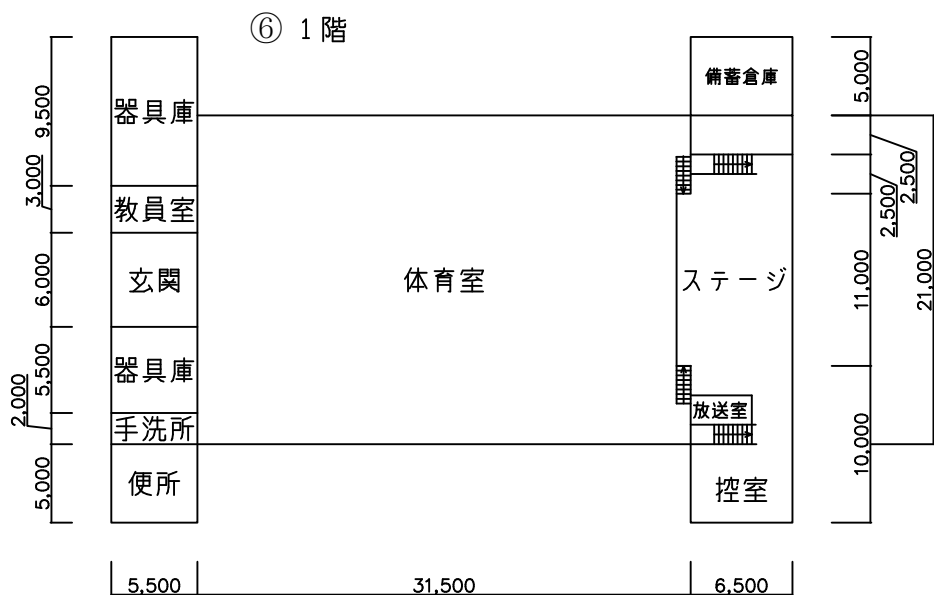 ⑥ 1階
器具庫
教員室
玄関
器具庫
手洗所
便所
体育室
備蓄倉庫
ステージ
放送室
控室
9,500
3,000
6,000
5,500
2,000
5,000
5,000
2,500
2,500
11,000
21,000
10,000
5,500
31,500
6,500